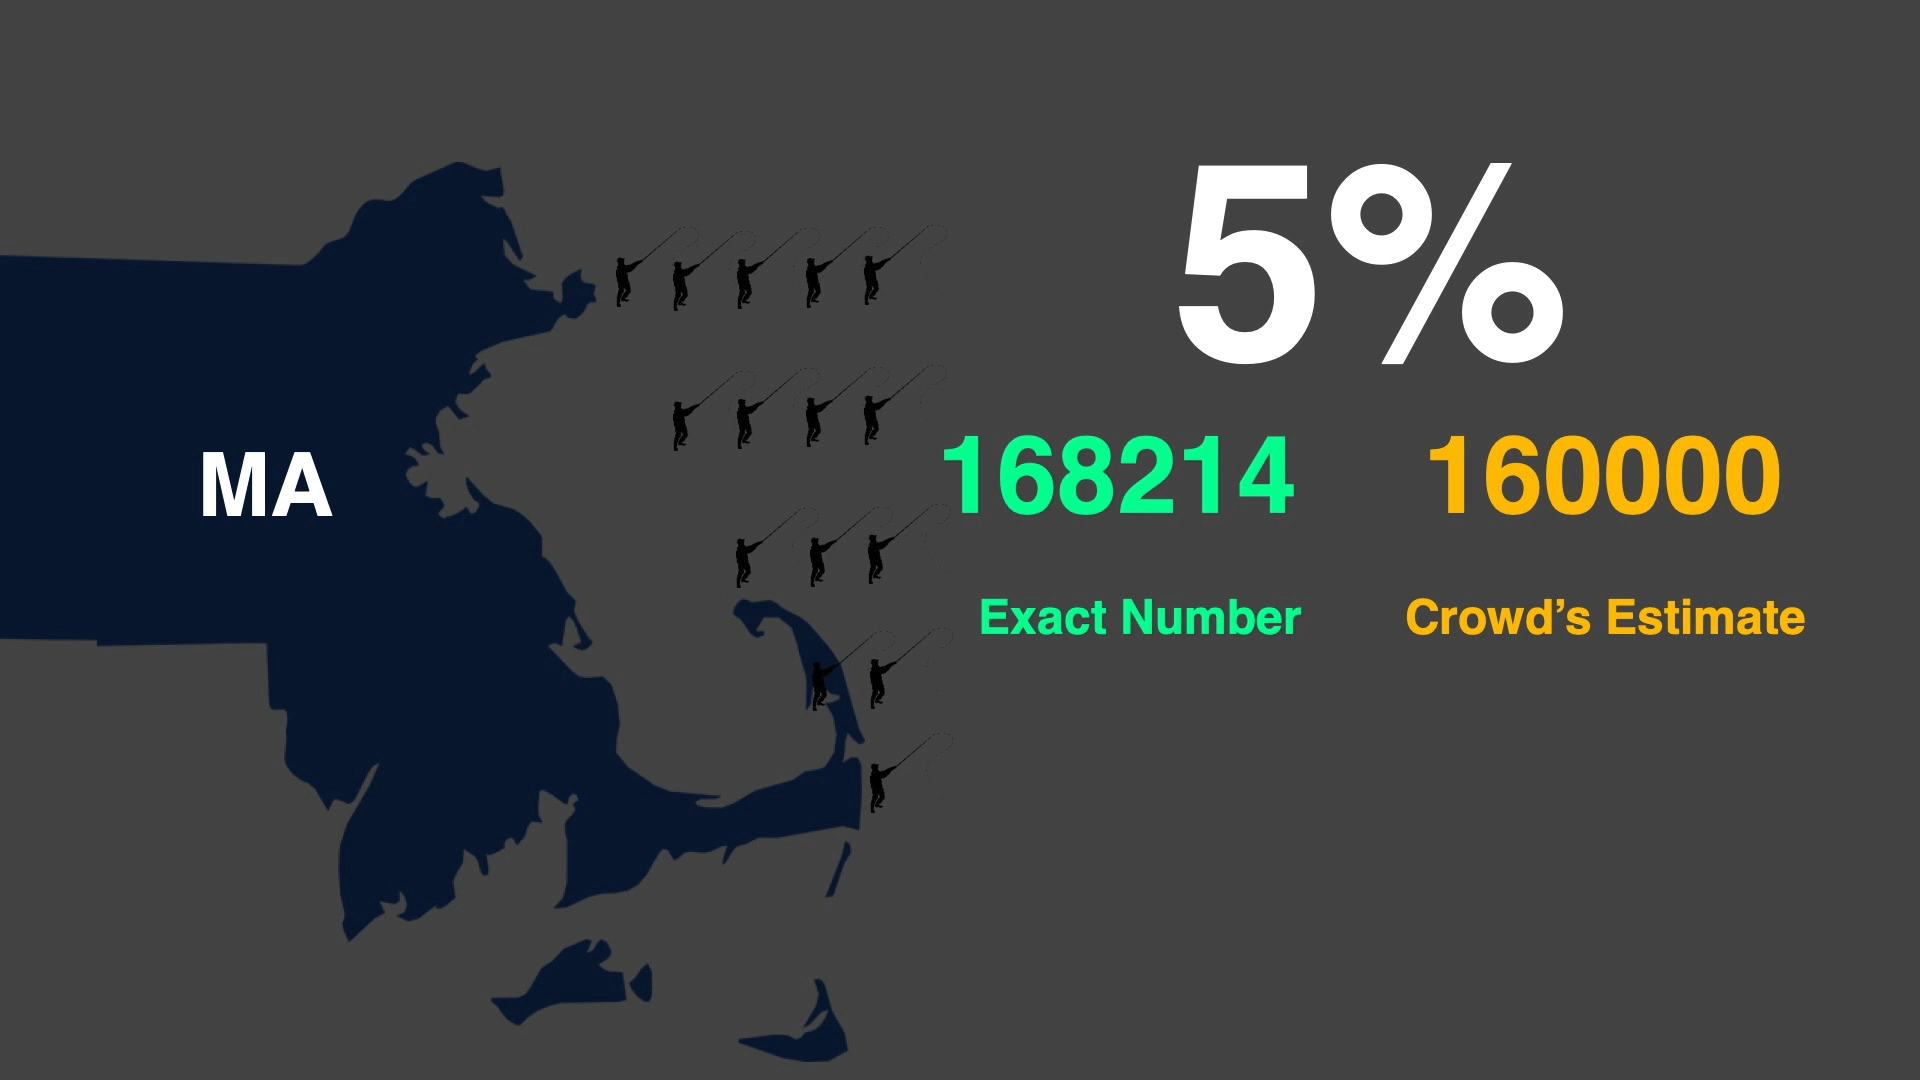 5%
MA
168214
160000
Exact Number
Crowd’s Estimate